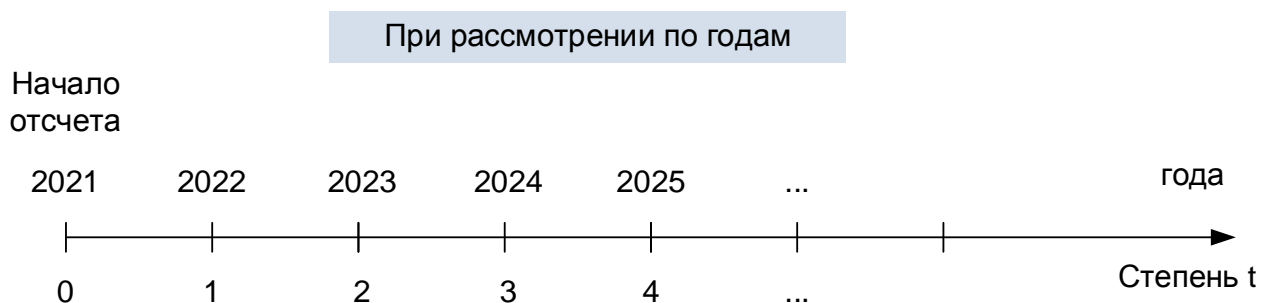 При рассмотрении по годам
Начало
отсчета
2021 2022 2023 2024 2025 ... года
0 1 2 3 4 ... Степень t